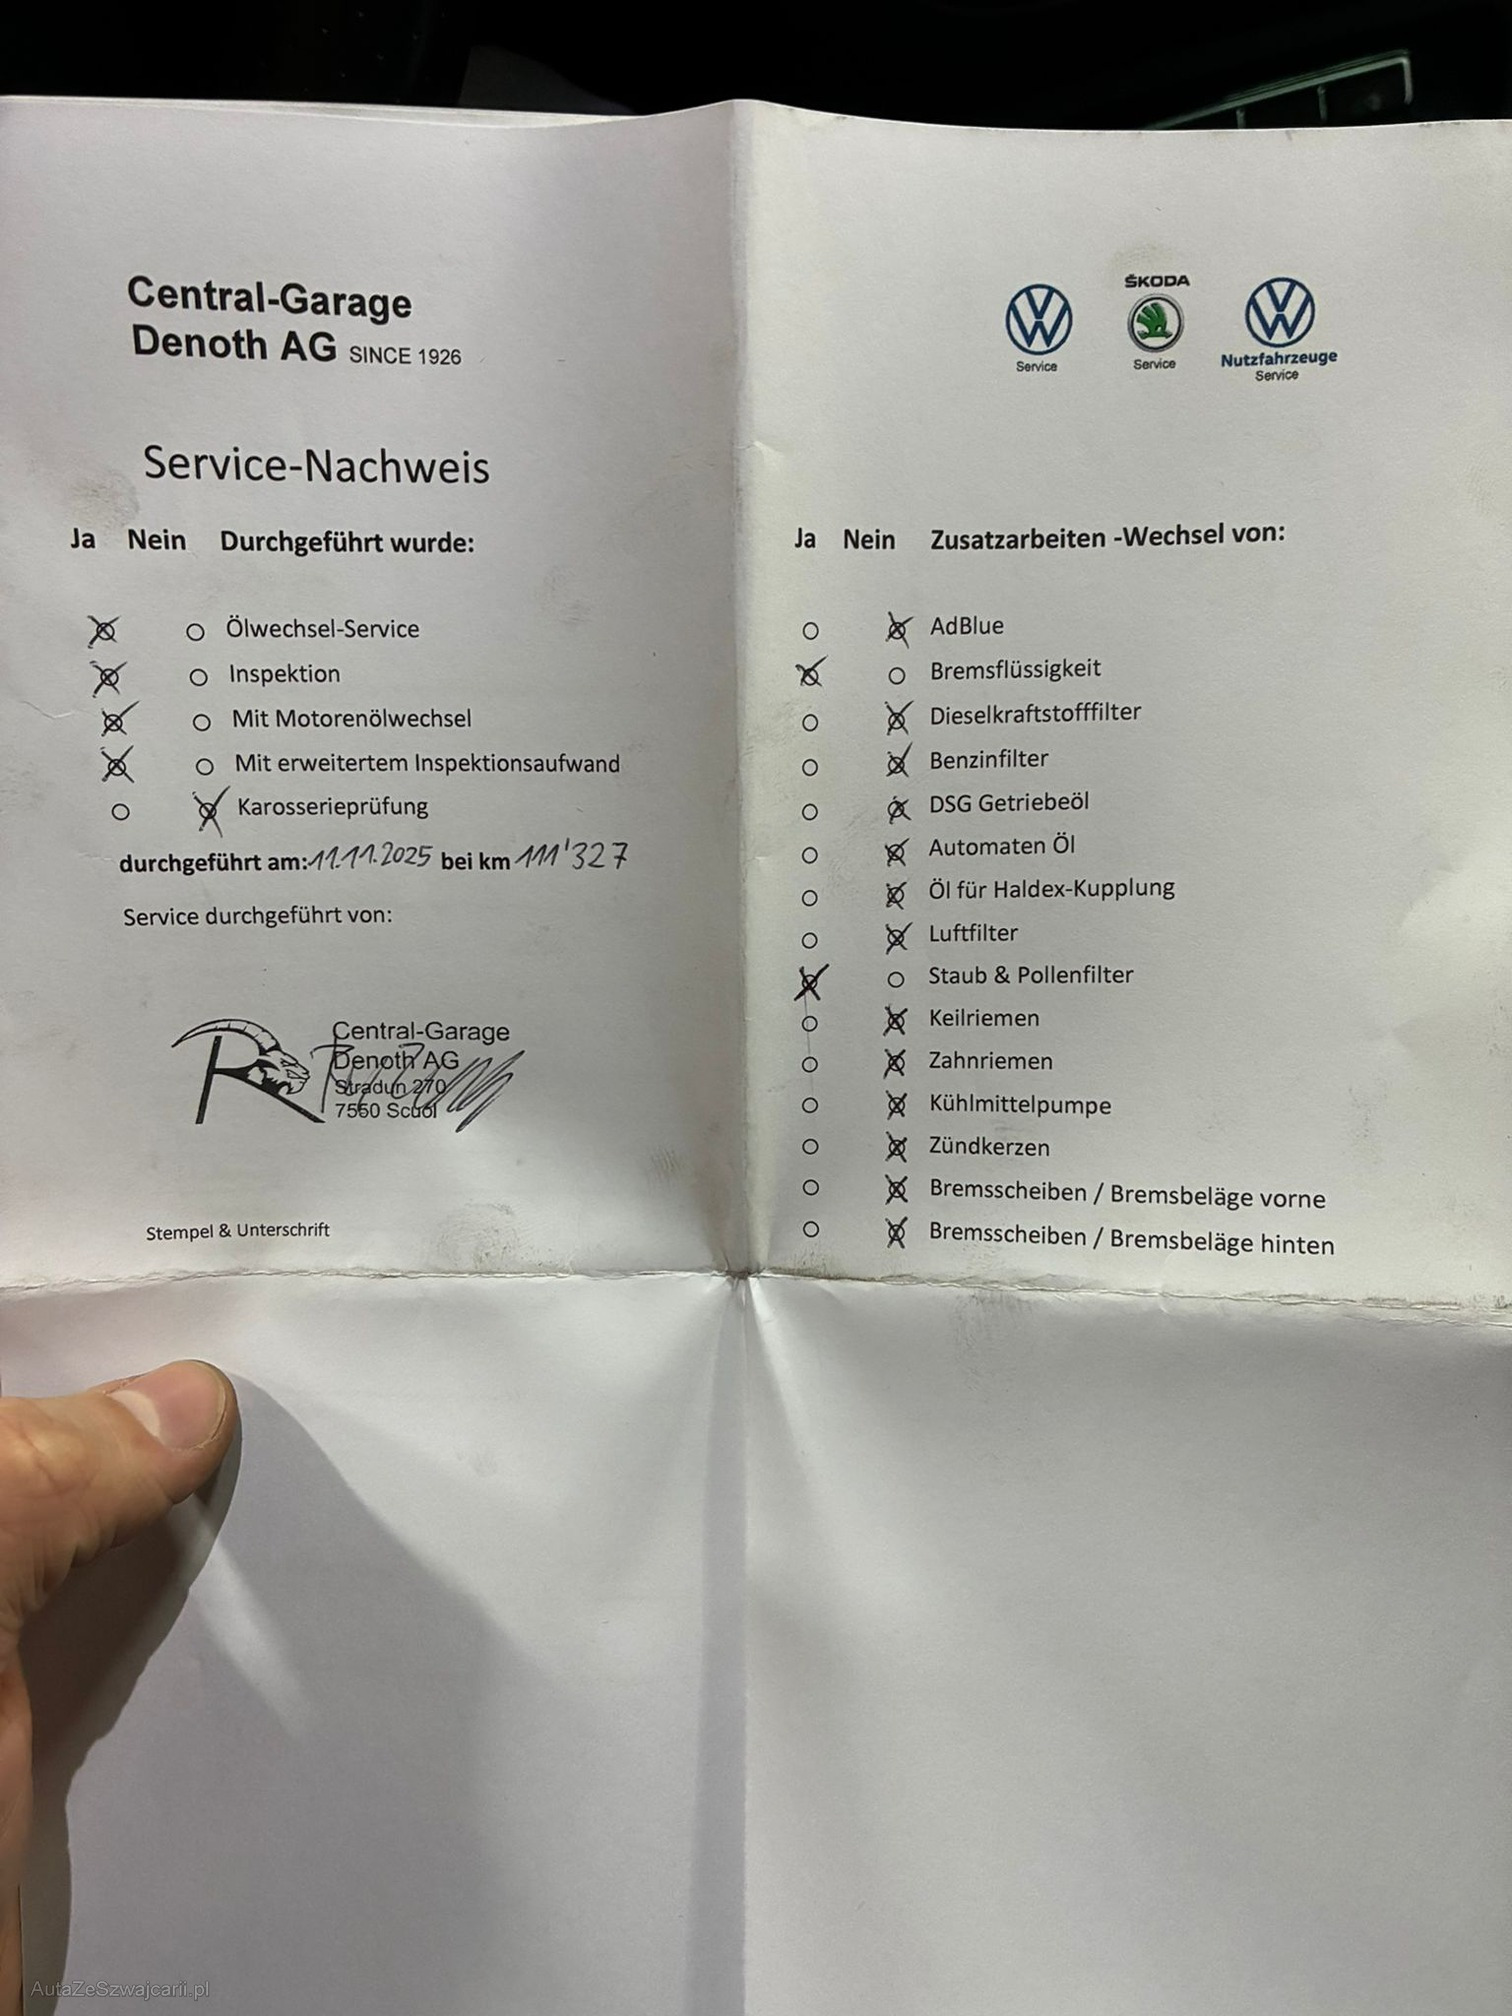 Central-Garage
Denoth AG SINCE 1926
ŠKODA
Service
Service
Nutzfahrzeuge
Service
Service-Nachweis
Ja Nein Durchgeführt wurde:
Ölwechsel-Service
Inspektion
Mit Motorenölwechsel
Mit erweitertem Inspektionsaufwand
Karosserieprüfung
durchgeführt am: 11.11.2025 bei km 111'327
Service durchgeführt von:
Central-Garage
Denoth AG
Stradun 270
7550 Scuol
Stempel & Unterschrift
Ja Nein Zusatzarbeiten -Wechsel von:
AdBlue
Bremsflüssigkeit
Dieselkraftstofffilter
Benzinfilter
DSG Getriebeöl
Automaten Öl
Öl für Haldex-Kupplung
Luftfilter
Staub & Pollenfilter
Keilriemen
Zahnriemen
Kühlmittelpumpe
Zündkerzen
Bremsscheiben / Bremsbeläge vorne
Bremsscheiben / Bremsbeläge hinten
AutaZeSzwajcarii.pl